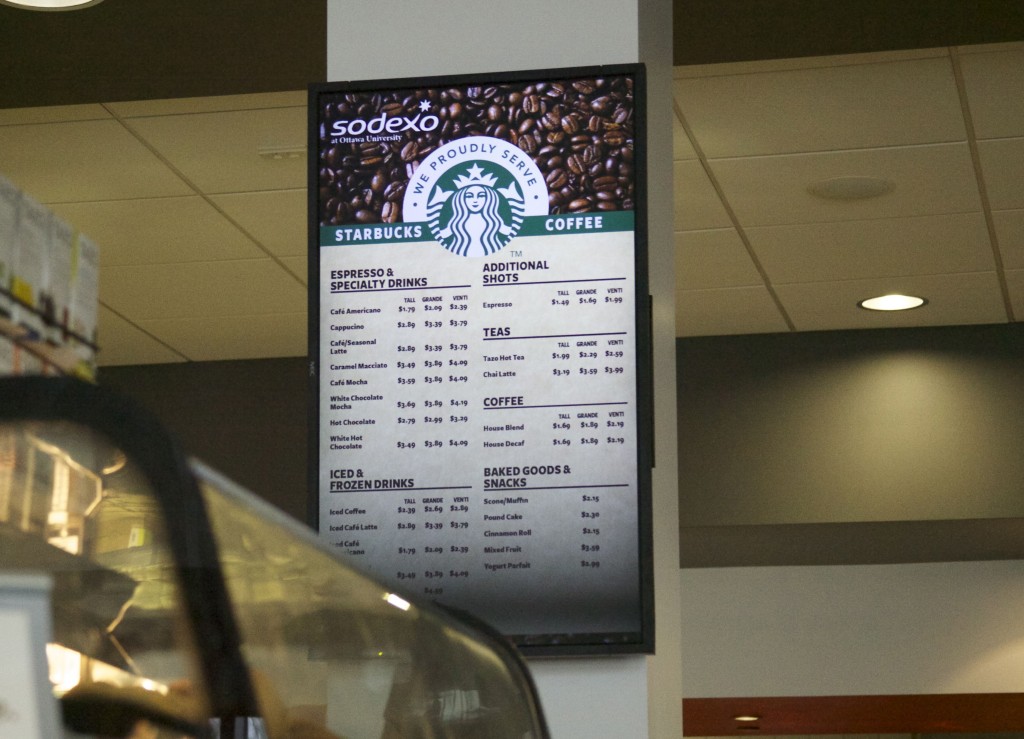 sodexo
at Ottawa University
WE PROUDLY SERVE
STARBUCKS COFFEE
TM
ESPRESSO &
SPECIALTY DRINKS
TALL GRANDE VENTI
Café Americano $1.79 $2.09 $2.39
Cappucino $2.89 $3.39 $3.79
Café/Seasonal
Latte $2.89 $3.39 $3.79
Caramel Macciato $3.49 $3.89 $4.09
Café Mocha $3.59 $3.89 $4.09
White Chocolate
Mocha $3.69 $3.89 $4.19
Hot Chocolate $2.79 $2.99 $3.29
White Hot
Chocolate $3.49 $3.89 $4.09
ICED &
FROZEN DRINKS
TALL GRANDE VENTI
Iced Coffee $2.39 $2.69 $2.89
Iced Café Latte $2.89 $3.39 $3.79
Café
$1.79 $2.09 $2.39
$3.49 $3.89 $4.09
ADDITIONAL
SHOTS
TALL GRANDE VENTI
Espresso $1.49 $1.69 $1.99
TEAS
TALL GRANDE VENTI
Tazo Hot Tea $1.99 $2.29 $2.59
Chai Latte $3.19 $3.59 $3.99
COFFEE
TALL GRANDE VENTI
House Blend $1.69 $1.89 $2.19
House Decaf $1.69 $1.89 $2.19
BAKED GOODS &
SNACKS
Scone/Muffin $2.15
Pound Cake $2.30
Cinnamon Roll $2.15
Mixed Fruit $3.59
Yogurt Parfait $2.99